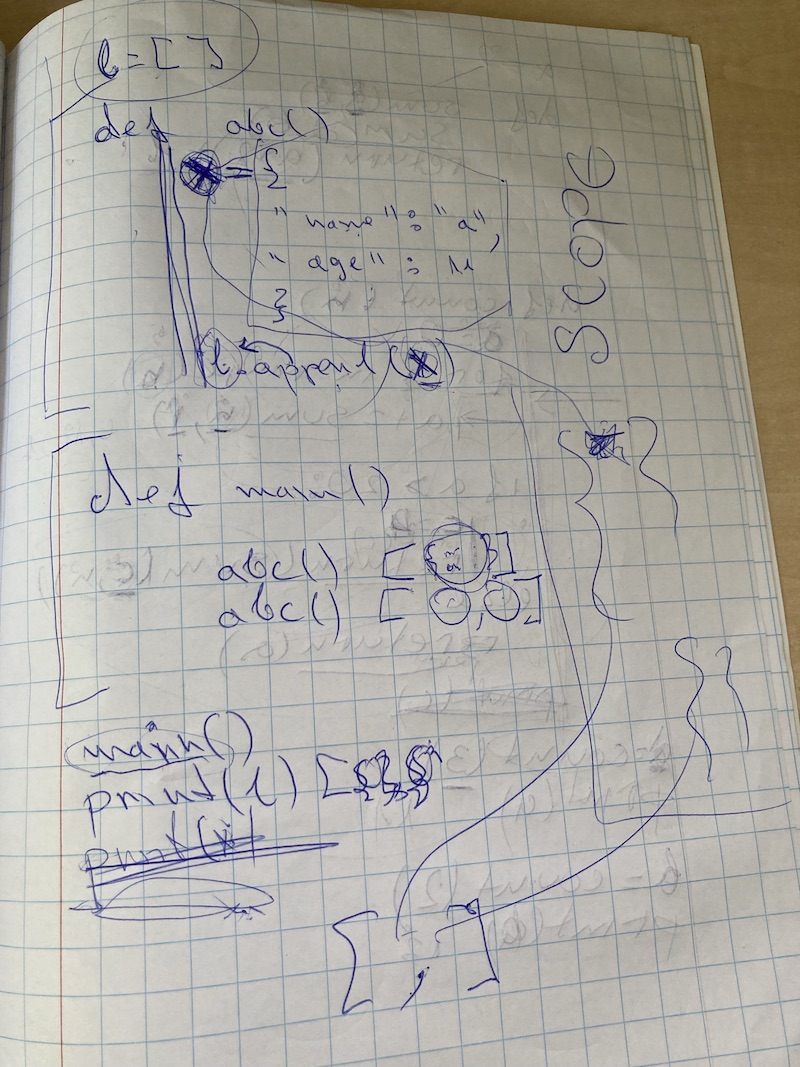 l = [ ]
def abc()
= {
"name" : "a",
"age" : 11
}
l.append(x)
SCOPE
def main()
abc() [ { } ]
abc() [ , ]
main()
print(l) [{},{}]
print(x)
{ }
{ }
[ , ]